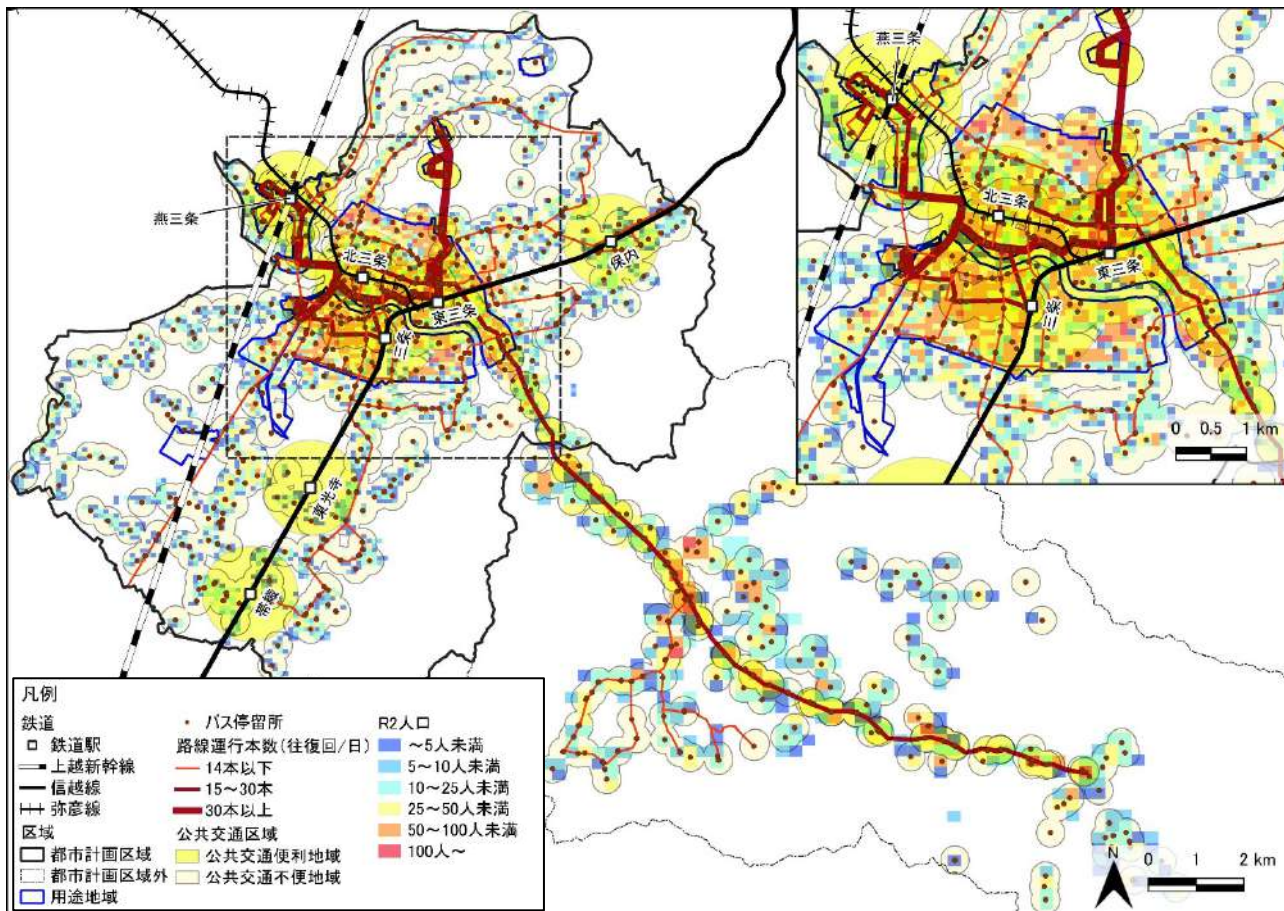 燕三条
北三条
保内
東三条
三条
東光寺
帯織
燕三条
北三条
東三条
三条
0 0.5 1 km
凡例
鉄道
鉄道駅
上越新幹線
信越線
弥彦線
区域
都市計画区域
都市計画区域外
用途地域
バス停留所
路線運行本数(往復回/日)
14本以下
15～30本
30本以上
公共交通区域
公共交通便利地域
公共交通不便地域
R2人口
～5人未満
5～10人未満
10～25人未満
25～50人未満
50～100人未満
100人～
N
0 1 2 km